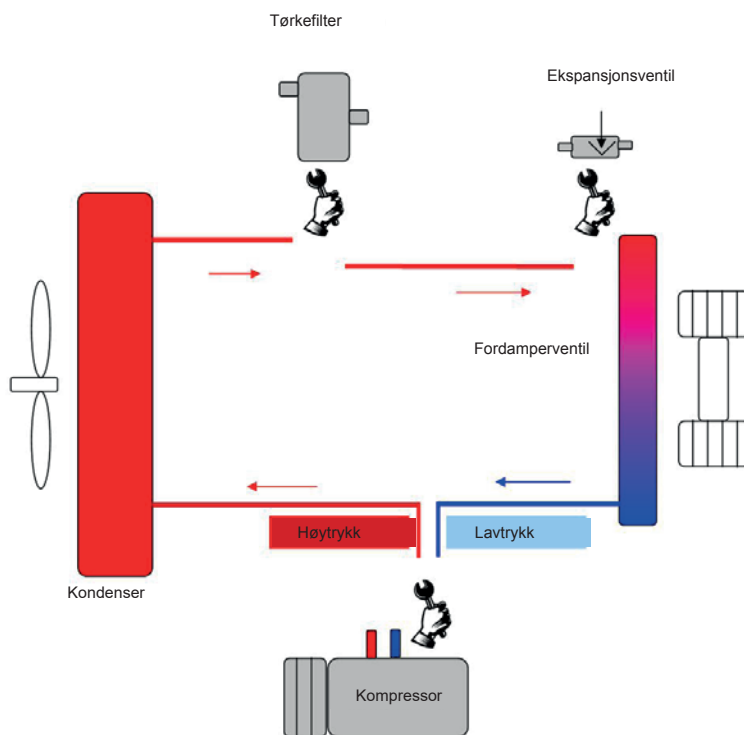 Tørkefilter
Ekspansjonsventil
Fordamperventil
Høytrykk
Lavtrykk
Kondenser
Kompressor